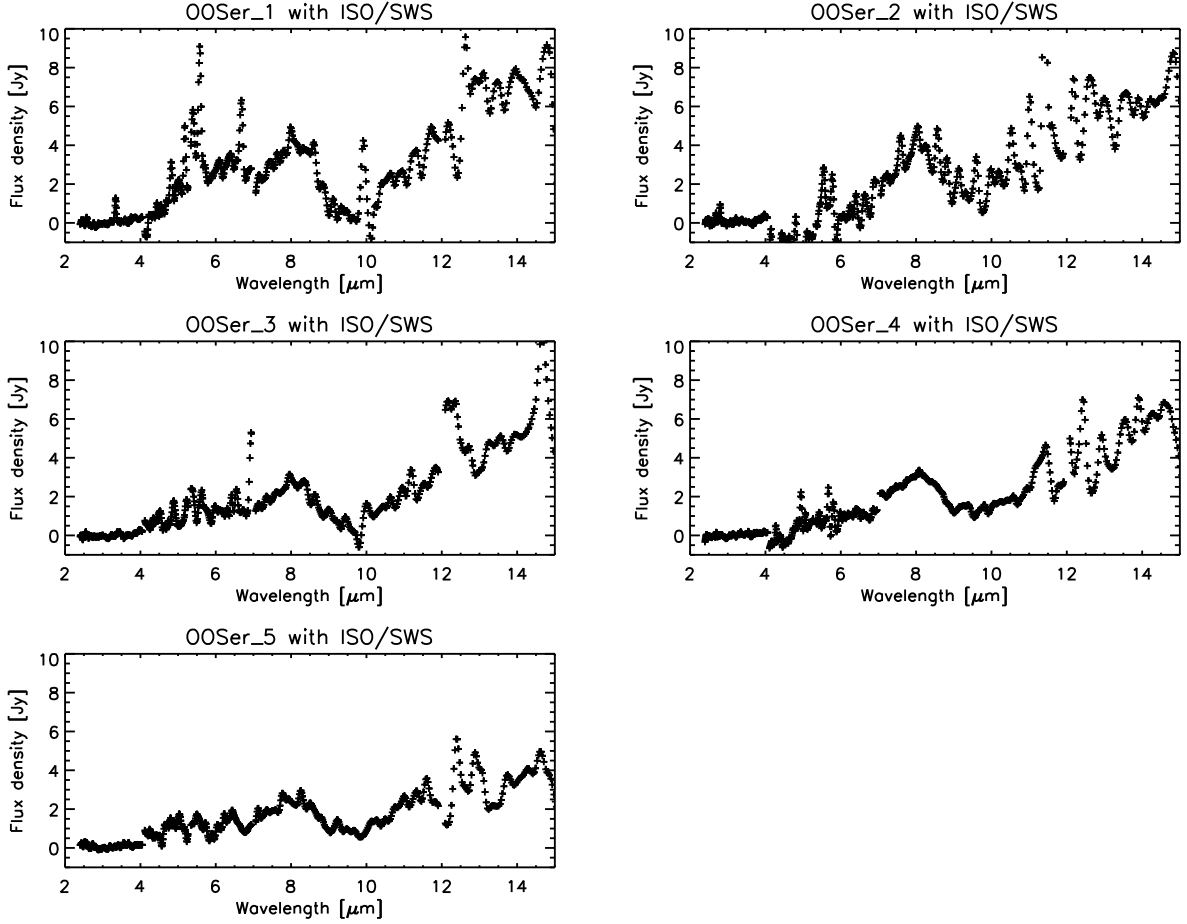 OOSer_1 with ISO/SWS
Flux density [Jy]
10
8
6
4
2
0
2 4 6 8 10 12 14
Wavelength [μm]
OOSer_2 with ISO/SWS
Flux density [Jy]
10
8
6
4
2
0
2 4 6 8 10 12 14
Wavelength [μm]
OOSer_3 with ISO/SWS
Flux density [Jy]
10
8
6
4
2
0
2 4 6 8 10 12 14
Wavelength [μm]
OOSer_4 with ISO/SWS
Flux density [Jy]
10
8
6
4
2
0
2 4 6 8 10 12 14
Wavelength [μm]
OOSer_5 with ISO/SWS
Flux density [Jy]
10
8
6
4
2
0
2 4 6 8 10 12 14
Wavelength [μm]